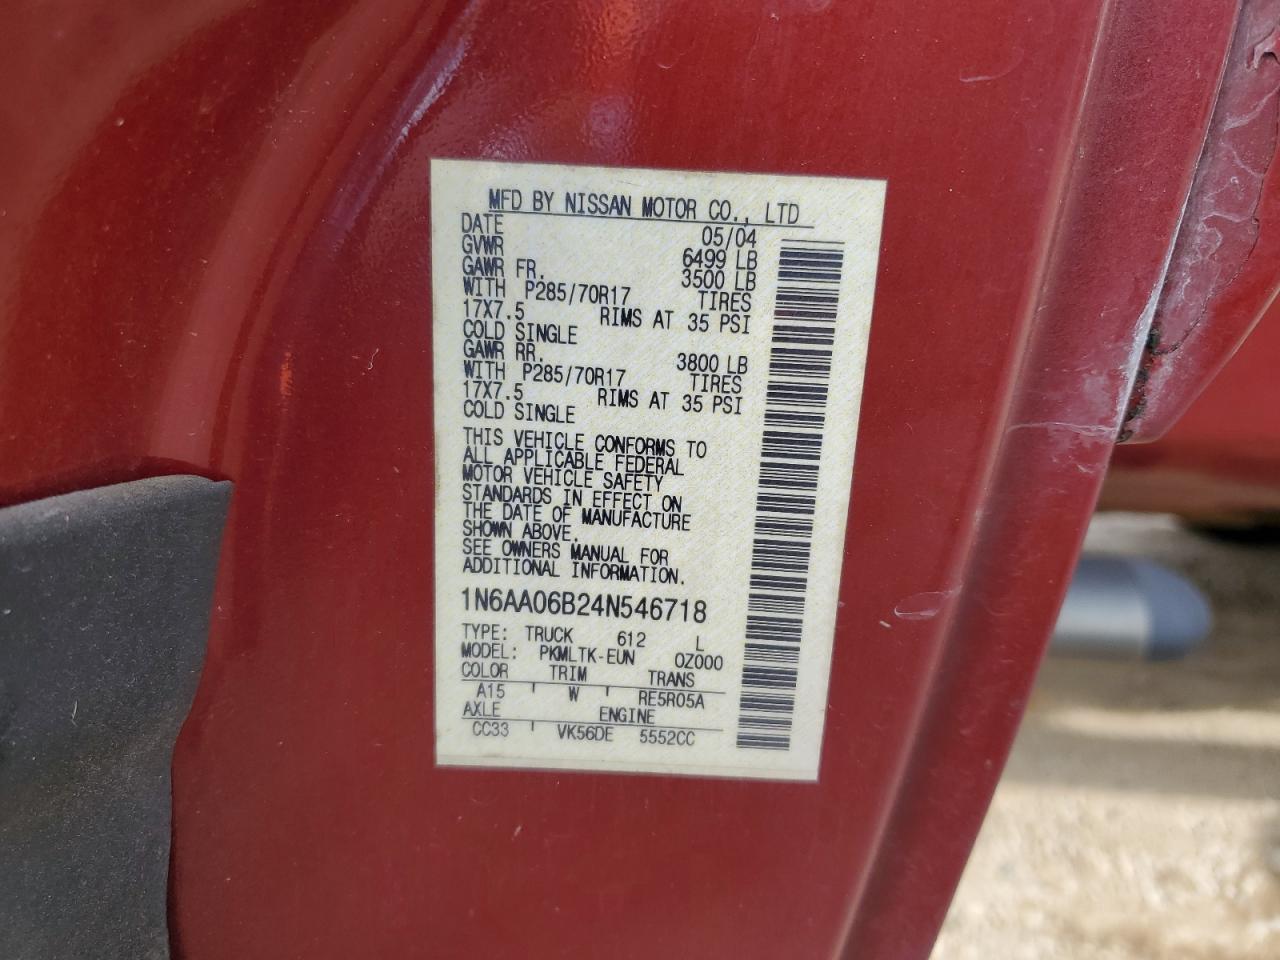 MFD BY NISSAN MOTOR CO., LTD
DATE 05/04
GVWR 6499 LB
GAWR FR. 3500 LB
WITH P285/70R17 TIRES
17X7.5 RIMS AT 35 PSI
COLD SINGLE
GAWR RR. 3800 LB
WITH P285/70R17 TIRES
17X7.5 RIMS AT 35 PSI
COLD SINGLE
THIS VEHICLE CONFORMS TO
ALL APPLICABLE FEDERAL
MOTOR VEHICLE SAFETY
STANDARDS IN EFFECT ON
THE DATE OF MANUFACTURE
SHOWN ABOVE.
SEE OWNERS MANUAL FOR
ADDITIONAL INFORMATION.
1N6AA06B24N546718
TYPE: TRUCK 612 L
MODEL: PKMLTK-EUN 0Z000
COLOR TRIM TRANS
A15 W RE5R05A
AXLE ENGINE
CC33 VK56DE 5552CC